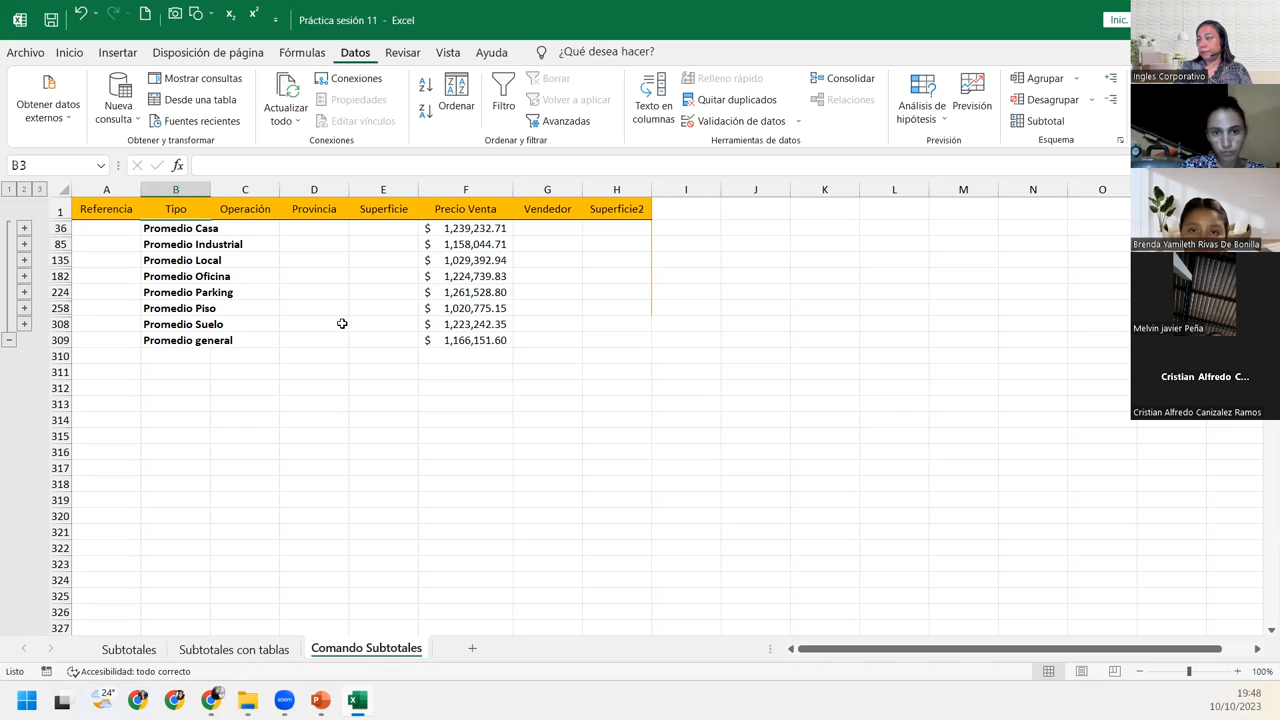 Práctica sesión 11 - Excel
Inic.
Archivo Inicio Insertar Disposición de página Fórmulas Datos Revisar Vista Ayuda ¿Qué desea hacer?
Obtener datos externos
Nueva consulta
Mostrar consultas
Desde una tabla
Fuentes recientes
Obtener y transformar
Actualizar todo
Conexiones
Propiedades
Editar vínculos
Conexiones
Ordenar
Filtro
Borrar
Volver a aplicar
Avanzadas
Ordenar y filtrar
Texto en columnas
Relleno rápido
Quitar duplicados
Validación de datos
Consolidar
Relaciones
Herramientas de datos
Análisis de hipótesis
Previsión
Previsión
Agrupar
Desagrupar
Subtotal
Esquema
B3
fx
1 2 3 A B C D E F G H I J K L M N O
1 Referencia Tipo Operación Provincia Superficie Precio Venta Vendedor Superficie2
36 Promedio Casa $ 1,239,232.71
85 Promedio Industrial $ 1,158,044.71
135 Promedio Local $ 1,029,312.94
182 Promedio Oficina $ 1,224,739.83
224 Promedio Parking $ 1,261,528.80
258 Promedio Piso $ 1,020,775.15
308 Promedio Suelo $ 1,223,242.35
309 Promedio general $ 1,166,151.60
310
311
312
313
314
315
316
317
318
319
320
321
322
323
324
325
326
327
Subtotales Subtotales con tablas Comando Subtotales
Listo Accesibilidad: todo correcto 100%
24°
zoom
19:48
10/10/2023
Ingles Corporativo
Brenda Yamileth Rivas De Bonilla
Melvin javier Peña
Cristian Alfredo C...
Cristian Alfredo Canizalez Ramos